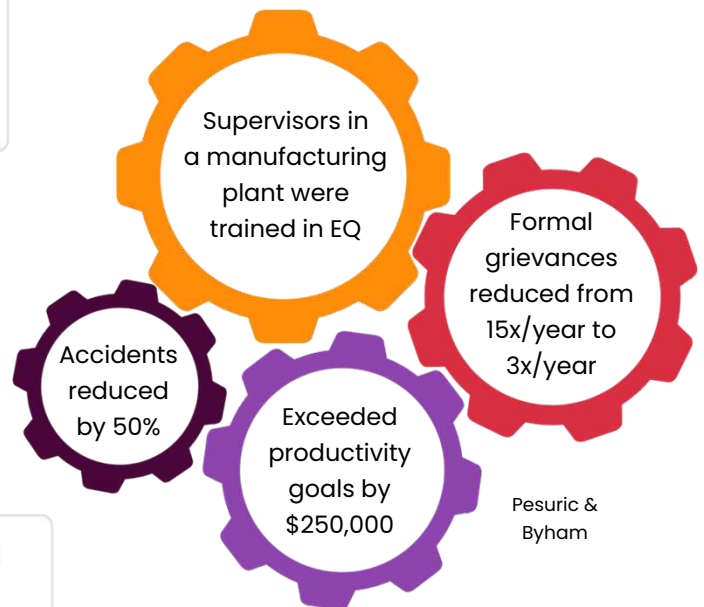 Supervisors in
a manufacturing
plant were
trained in EQ
Formal
grievances
reduced from
15x/year to
3x/year
Accidents
reduced
by 50%
Exceeded
productivity
goals by
$250,000
Pesuric &
Byham